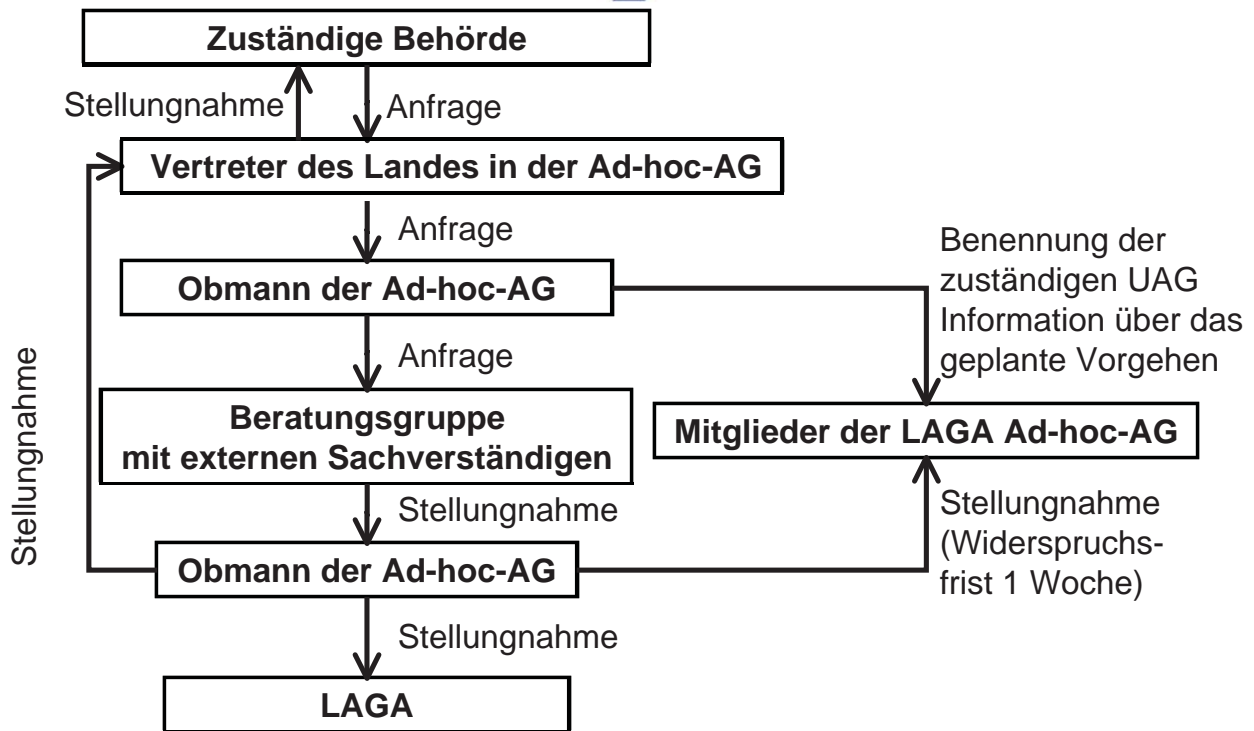 Zuständige Behörde
Stellungnahme
Anfrage
Vertreter des Landes in der Ad-hoc-AG
Anfrage
Obmann der Ad-hoc-AG
Benennung der
zuständigen UAG
Information über das
geplante Vorgehen
Anfrage
Beratungsgruppe
mit externen Sachverständigen
Mitglieder der LAGA Ad-hoc-AG
Stellungnahme
Stellungnahme
Stellungnahme
(Widerspruchs-
frist 1 Woche)
Obmann der Ad-hoc-AG
Stellungnahme
LAGA